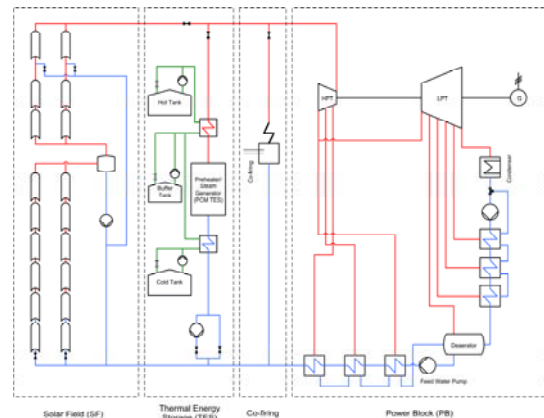 Hot Tank
Buffer
Tank
Cold Tank
Preheater/
Steam
Generator
(PCM TES)
Co-firing
HPT
LPT
G
Condenser
Deaerator
Feed Water Pump
Solar Field (SF)
Thermal Energy
Storage (TES)
Co-firing
Power Block (PB)